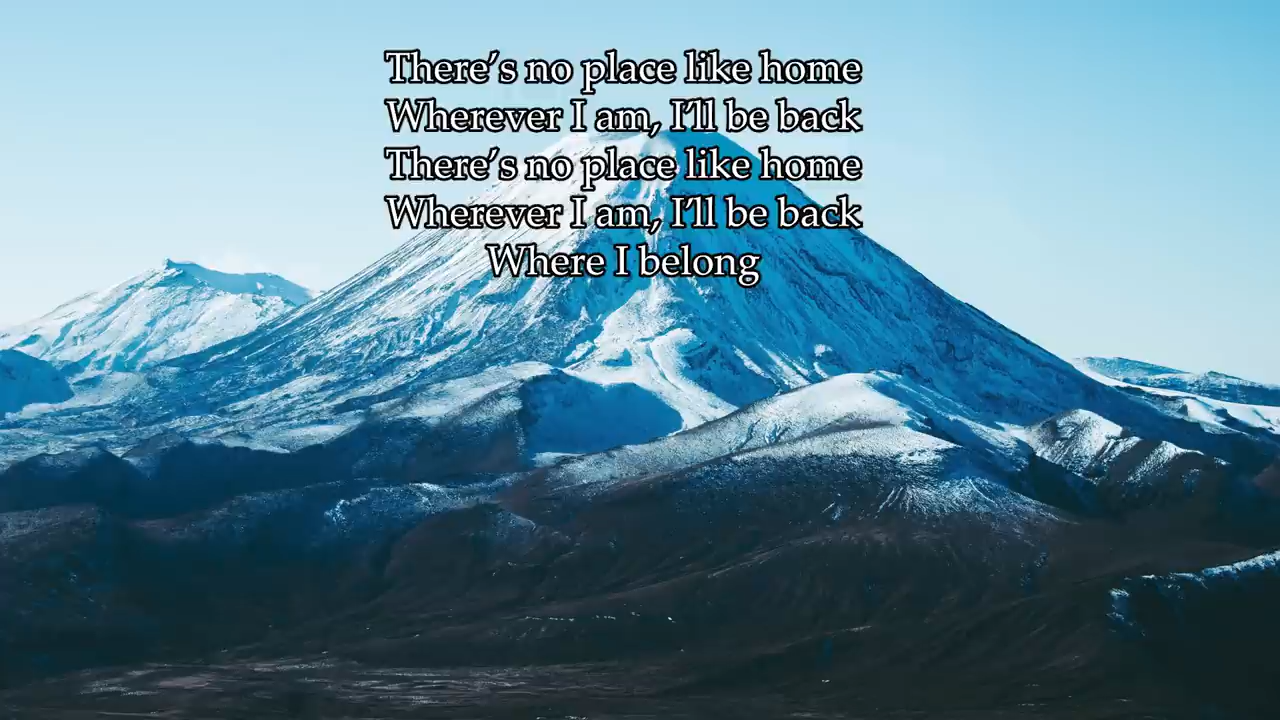 There's no place like home
Wherever I am, I'll be back
There's no place like home
Wherever I am, I'll be back
Where I belong